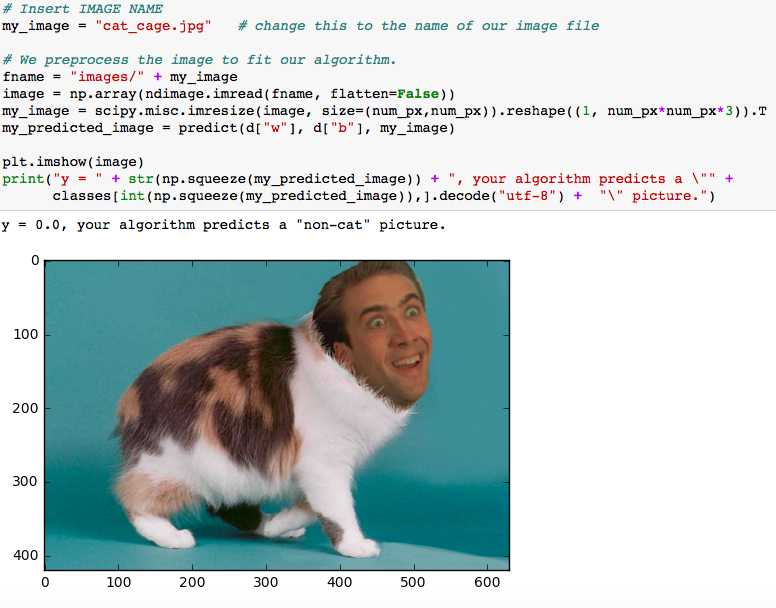 # Insert IMAGE NAME
my_image = "cat_cage.jpg"   # change this to the name of our image file
# We preprocess the image to fit our algorithm.
fname = "images/" + my_image
image = np.array(ndimage.imread(fname, flatten=False))
my_image = scipy.misc.imresize(image, size=(num_px,num_px)).reshape((1, num_px*num_px*3)).T
my_predicted_image = predict(d["w"], d["b"], my_image)
plt.imshow(image)
print("y = " + str(np.squeeze(my_predicted_image)) + ", your algorithm predicts a \"" +
classes[int(np.squeeze(my_predicted_image)),].decode("utf-8") +  "\" picture.")
y = 0.0, your algorithm predicts a "non-cat" picture.
0
100
200
300
400
0 100 200 300 400 500 600